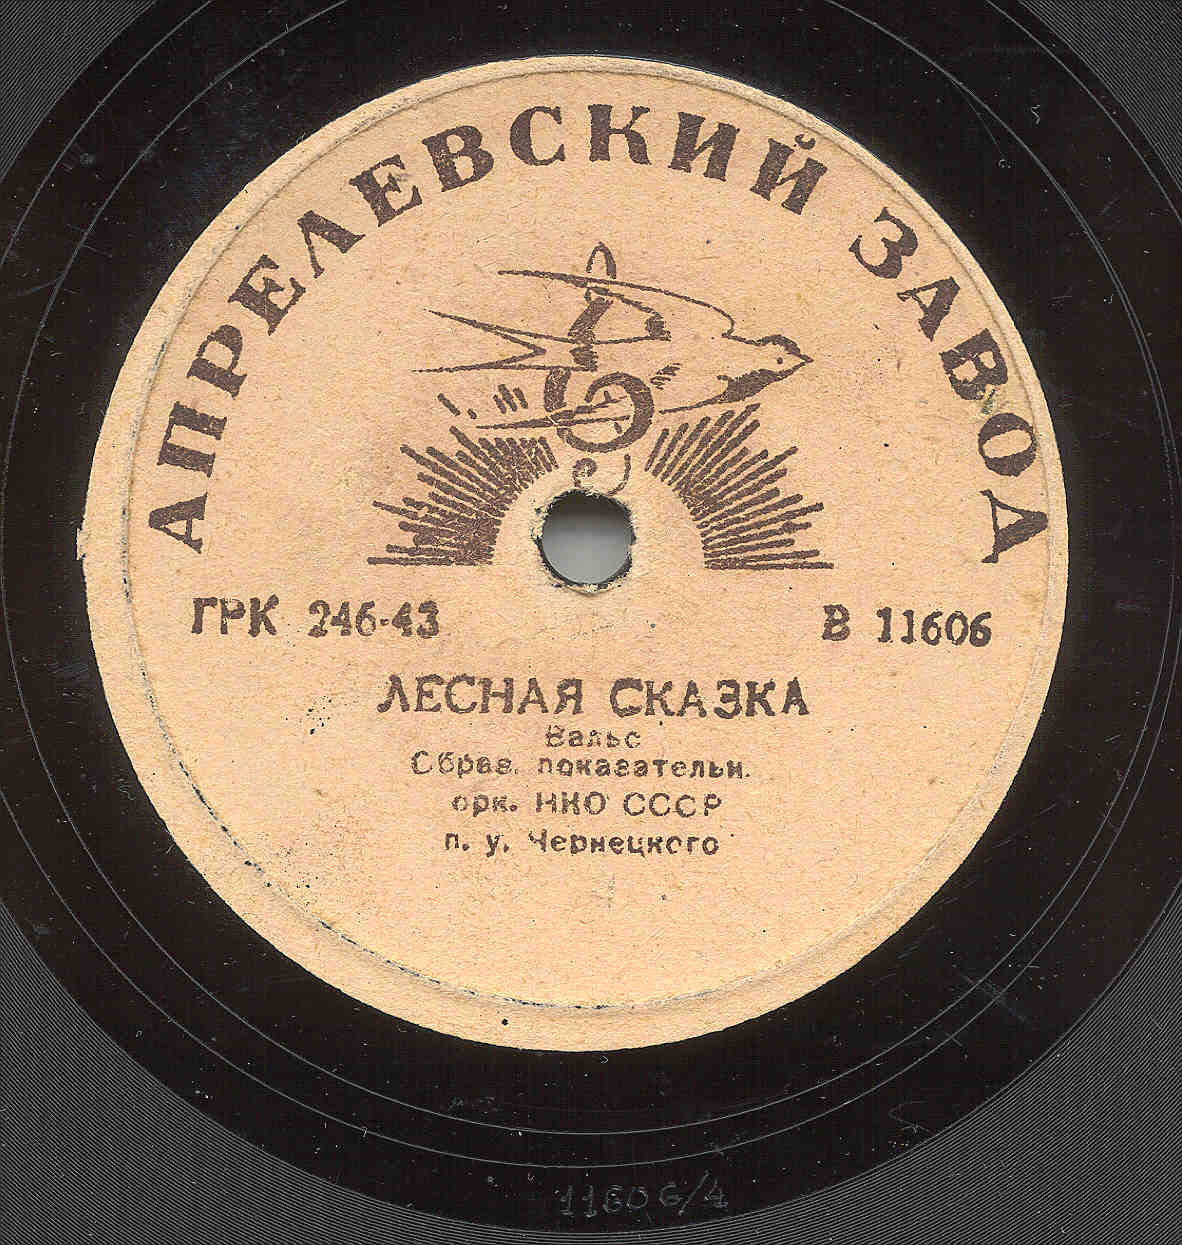 АПРЕЛЕВСКИЙ ЗАВОД
ГРК 246-43
В 11606
ЛЕСНАЯ СКАЗКА
Вальс
Образ. показательн.
орк. НКО СССР
п. у. Чернецкого
11606/4